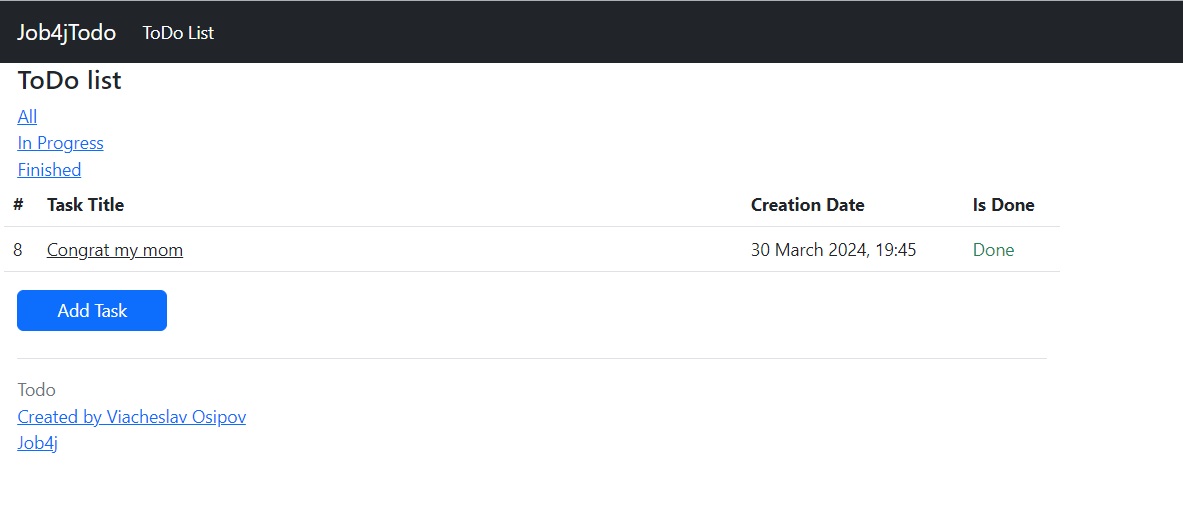 Job4jTodo ToDo List
ToDo list
All
In Progress
Finished
# Task Title Creation Date Is Done
8 Congrat my mom 30 March 2024, 19:45 Done
Add Task
Todo
Created by Viacheslav Osipov
Job4j